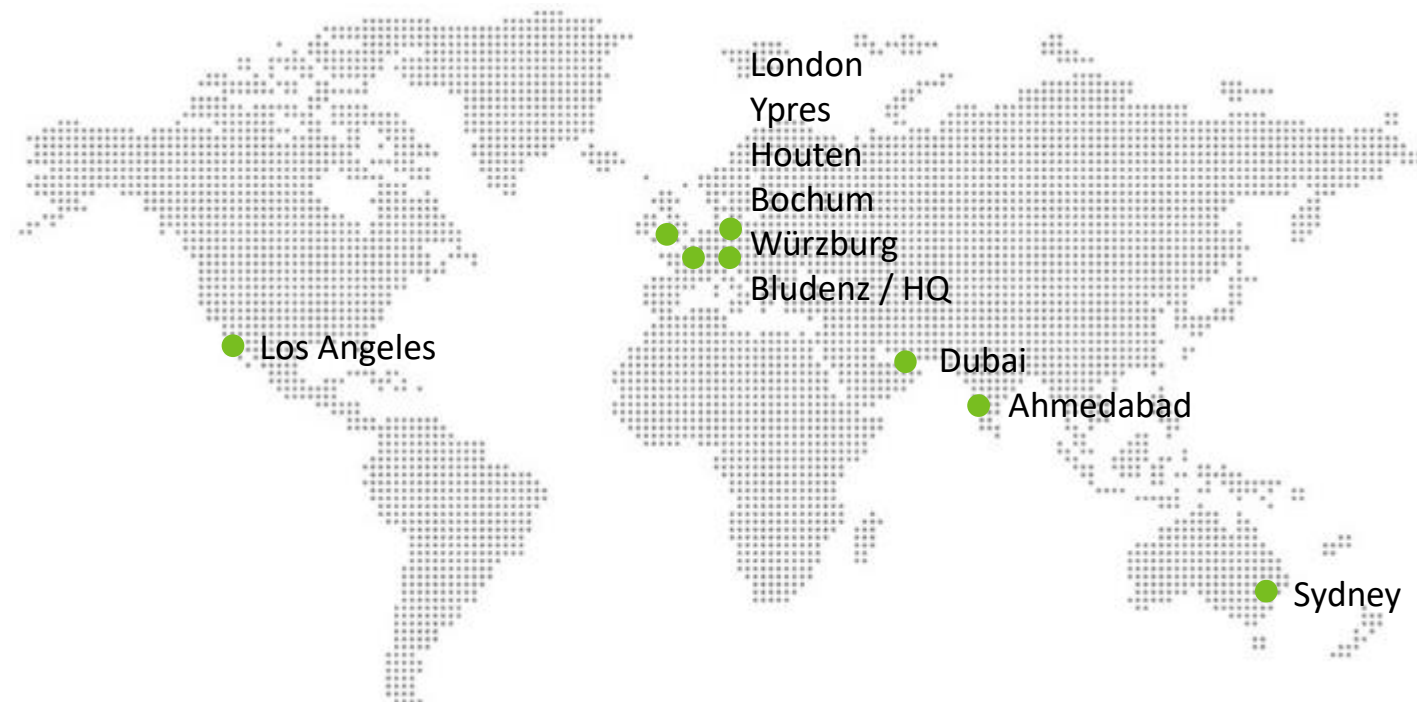 London
Ypres
Houten
Bochum
Würzburg
Bludenz / HQ
Los Angeles
Dubai
Ahmedabad
Sydney